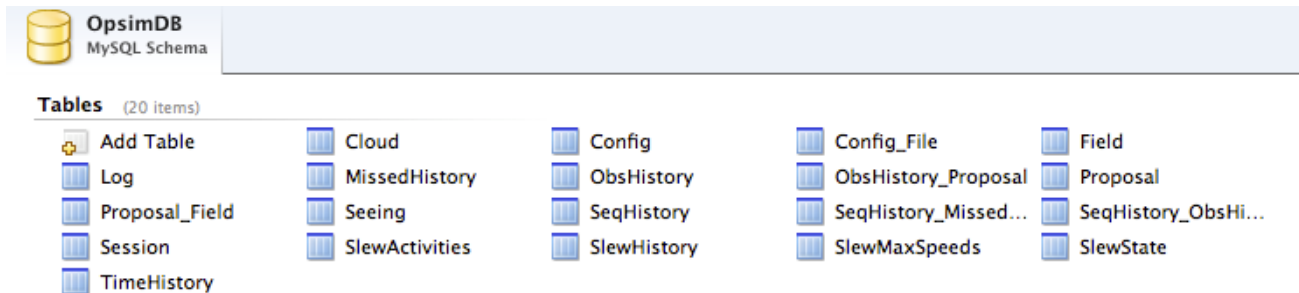 OpsimDB
MySQL Schema
Tables (20 items)
Add Table Cloud Config Config_File Field
Log MissedHistory ObsHistory ObsHistory_Proposal Proposal
Proposal_Field Seeing SeqHistory SeqHistory_Missed... SeqHistory_ObsHi...
Session SlewActivities SlewHistory SlewMaxSpeeds SlewState
TimeHistory